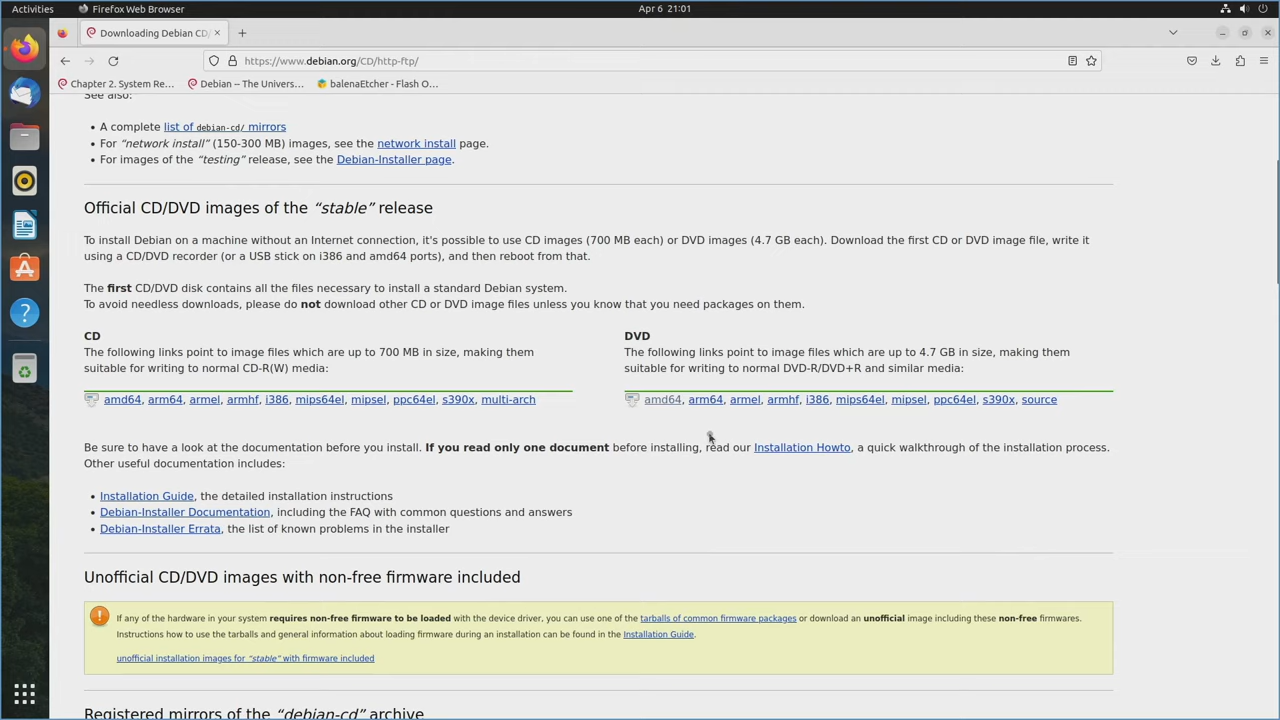 Activities
Firefox Web Browser
Apr 6 21:01
Downloading Debian CD
https://www.debian.org/CD/http-ftp/
Chapter 2. System Re...
Debian -- The Univers...
balenaEtcher - Flash O...
See also:
• A complete list of debian-cd/ mirrors
• For “network install” (150-300 MB) images, see the network install page.
• For images of the “testing” release, see the Debian-Installer page.
Official CD/DVD images of the “stable” release
To install Debian on a machine without an Internet connection, it's possible to use CD images (700 MB each) or DVD images (4.7 GB each). Download the first CD or DVD image file, write it
using a CD/DVD recorder (or a USB stick on i386 and amd64 ports), and then reboot from that.
The first CD/DVD disk contains all the files necessary to install a standard Debian system.
To avoid needless downloads, please do not download other CD or DVD image files unless you know that you need packages on them.
CD
The following links point to image files which are up to 700 MB in size, making them
suitable for writing to normal CD-R(W) media:
amd64, arm64, armel, armhf, i386, mips64el, mipsel, ppc64el, s390x, multi-arch
DVD
The following links point to image files which are up to 4.7 GB in size, making them
suitable for writing to normal DVD-R/DVD+R and similar media:
amd64, arm64, armel, armhf, i386, mips64el, mipsel, ppc64el, s390x, source
Be sure to have a look at the documentation before you install. If you read only one document before installing, read our Installation Howto, a quick walkthrough of the installation process.
Other useful documentation includes:
• Installation Guide, the detailed installation instructions
• Debian-Installer Documentation, including the FAQ with common questions and answers
• Debian-Installer Errata, the list of known problems in the installer
Unofficial CD/DVD images with non-free firmware included
If any of the hardware in your system requires non-free firmware to be loaded with the device driver, you can use one of the tarballs of common firmware packages or download an unofficial image including these non-free firmwares.
Instructions how to use the tarballs and general information about loading firmware during an installation can be found in the Installation Guide.
unofficial installation images for “stable” with firmware included
Registered mirrors of the “debian-cd” archive